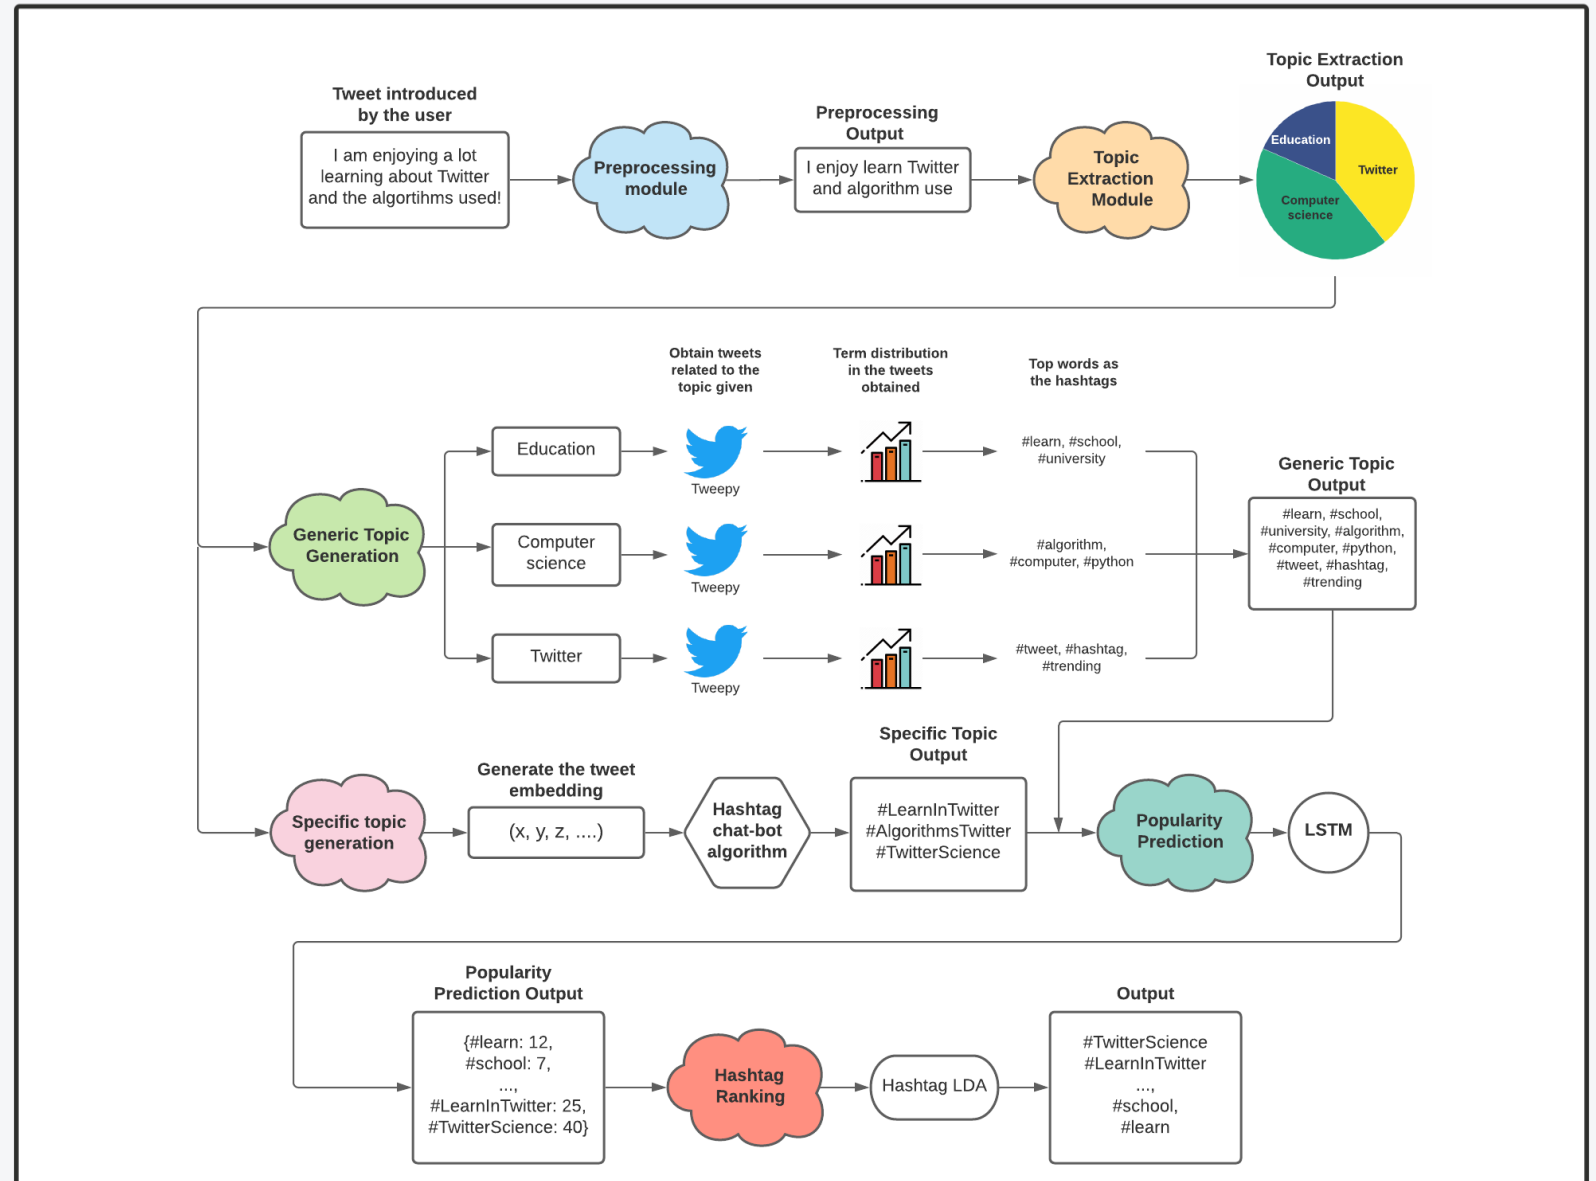 Tweet introduced
by the user
I am enjoying a lot
learning about Twitter
and the algortihms used!
Preprocessing
module
Preprocessing
Output
I enjoy learn Twitter
and algorithm use
Topic
Extraction
Module
Topic Extraction
Output
Education
Twitter
Computer
science
Obtain tweets
related to the
topic given
Term distribution
in the tweets
obtained
Top words as
the hashtags
Generic Topic
Generation
Education
Tweepy
#learn, #school,
#university
Computer
science
Tweepy
#algorithm,
#computer, #python
Twitter
Tweepy
#tweet, #hashtag,
#trending
Generic Topic
Output
#learn, #school,
#university, #algorithm,
#computer, #python,
#tweet, #hashtag,
#trending
Specific topic
generation
Generate the tweet
embedding
(x, y, z, ....)
Hashtag
chat-bot
algorithm
Specific Topic
Output
#LearnInTwitter
#AlgorithmsTwitter
#TwitterScience
Popularity
Prediction
LSTM
Popularity
Prediction Output
{#learn: 12,
#school: 7,
...,
#LearnInTwitter: 25,
#TwitterScience: 40}
Hashtag
Ranking
Hashtag LDA
Output
#TwitterScience
#LearnInTwitter
...,
#school,
#learn